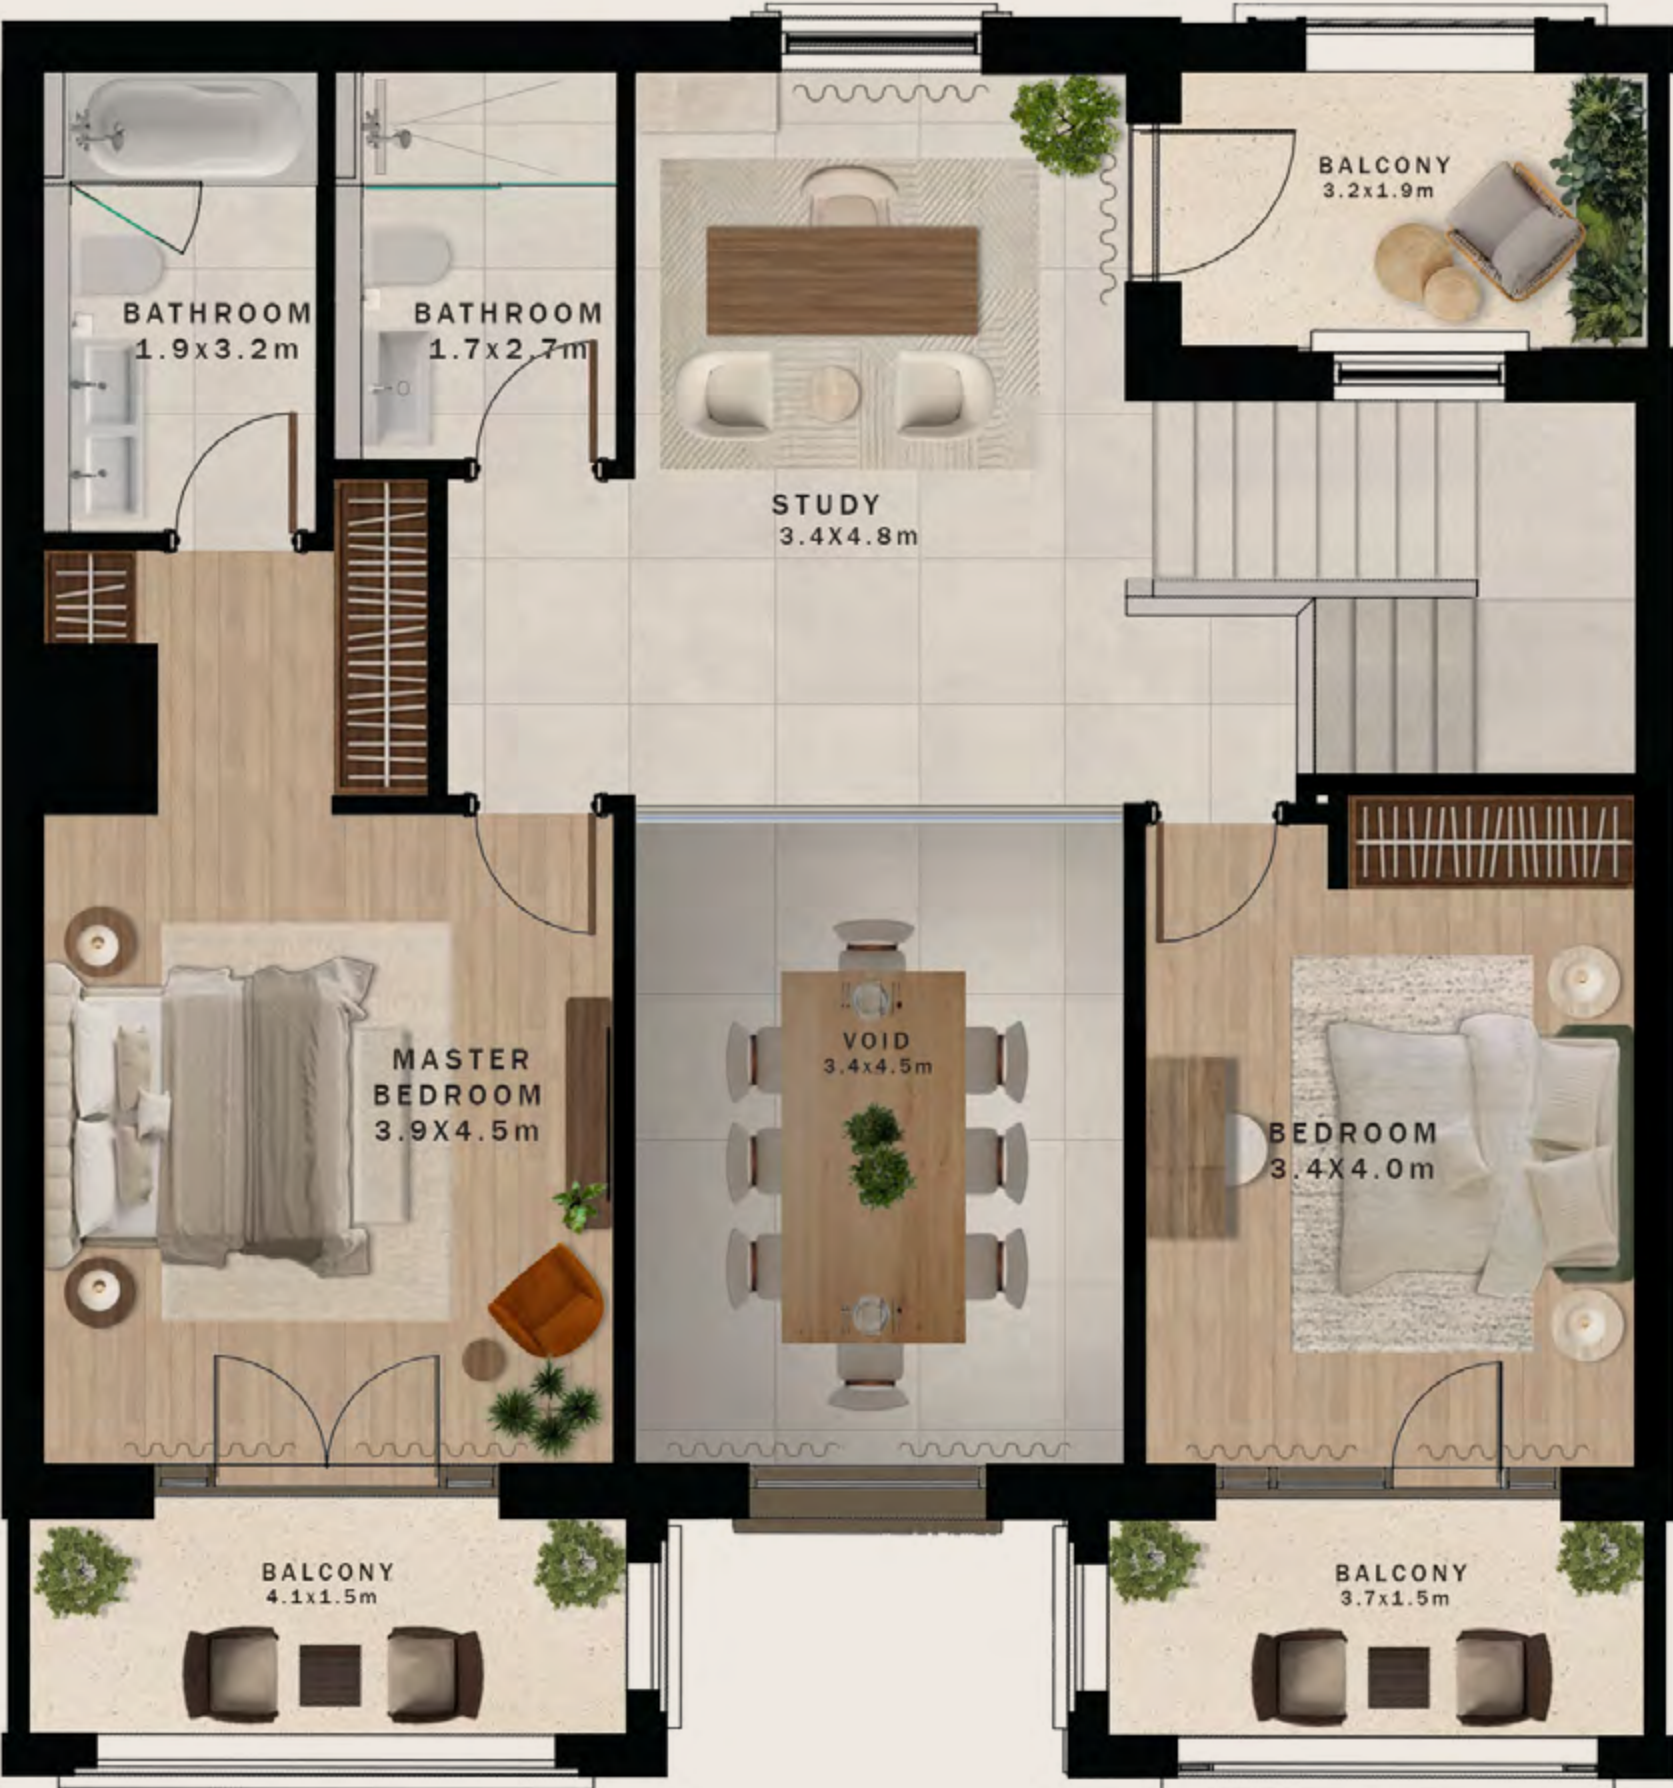 BALCONY
3.2x1.9m
BATHROOM
1.9x3.2m
BATHROOM
1.7x2.7m
STUDY
3.4X4.8m
MASTER
BEDROOM
3.9X4.5m
VOID
3.4x4.5m
BEDROOM
3.4X4.0m
BALCONY
4.1x1.5m
BALCONY
3.7x1.5m